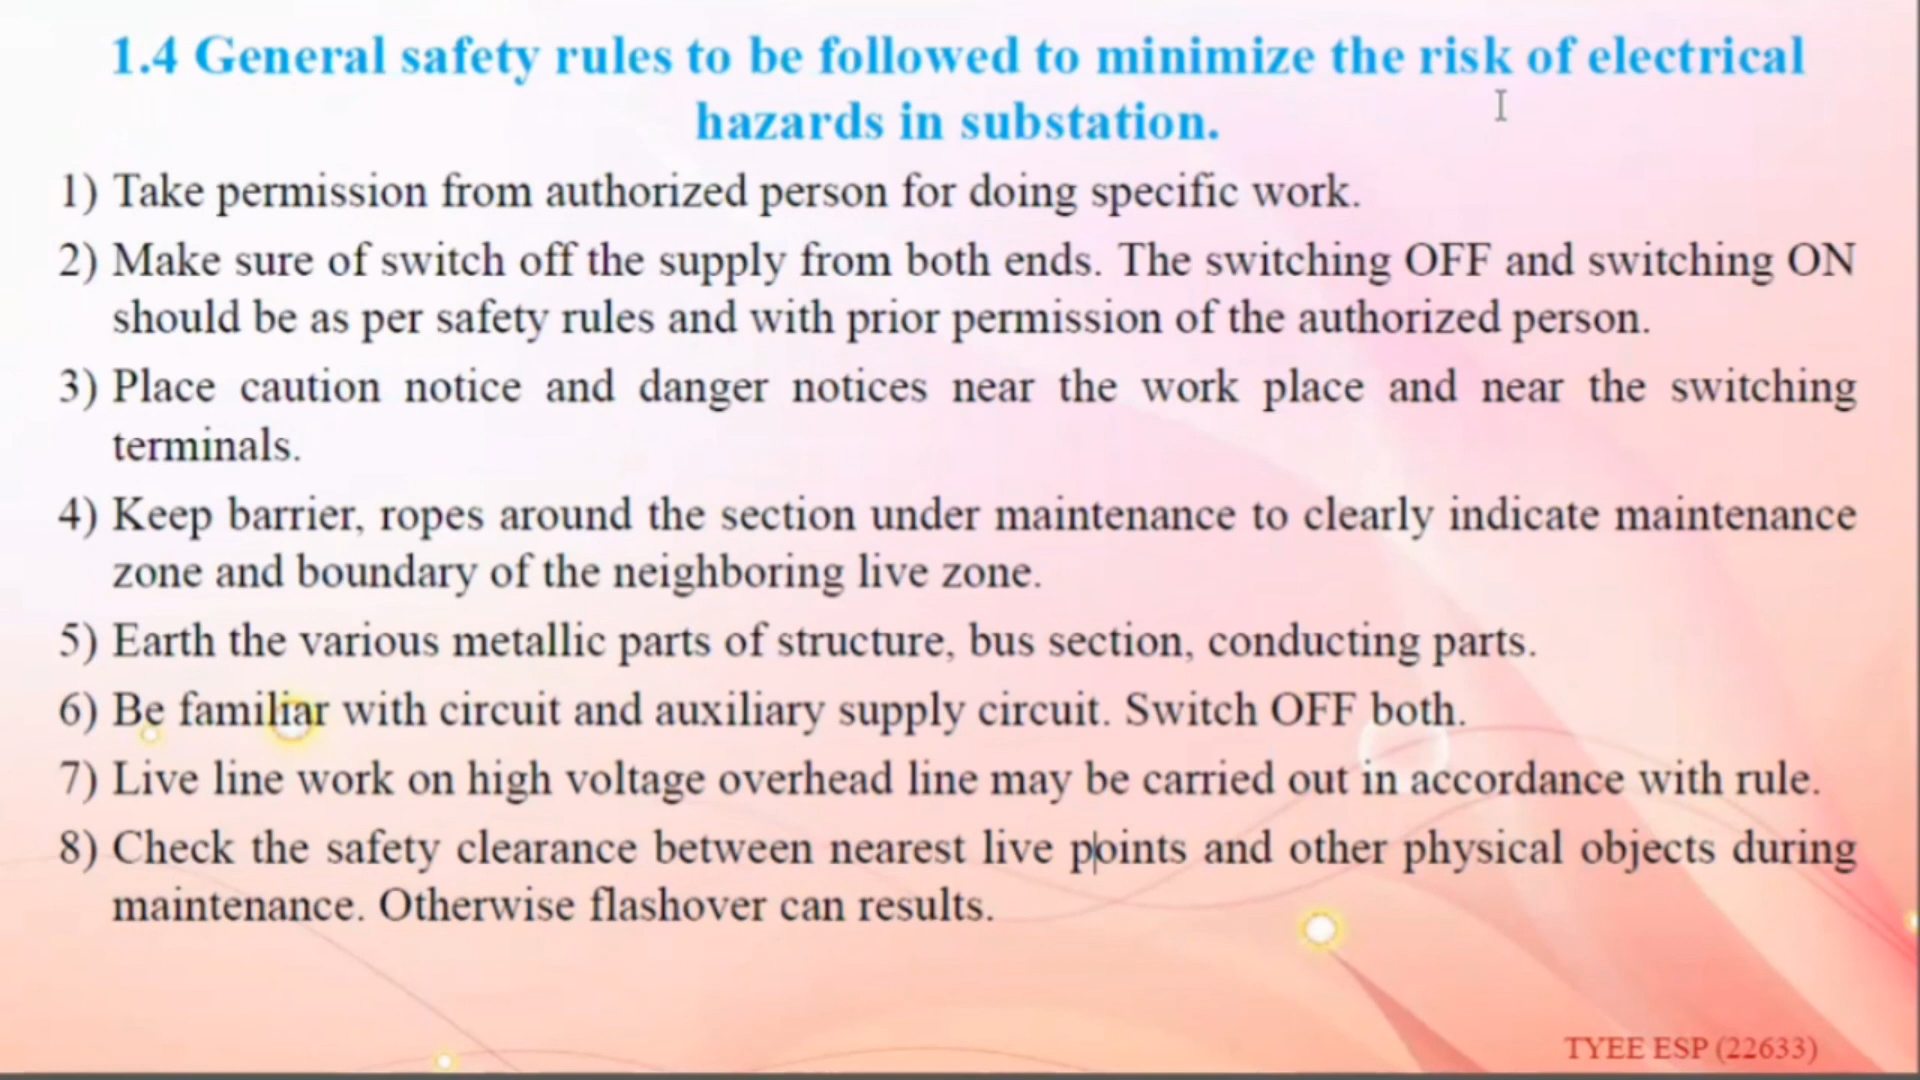 1.4 General safety rules to be followed to minimize the risk of electrical
hazards in substation.
1) Take permission from authorized person for doing specific work.
2) Make sure of switch off the supply from both ends. The switching OFF and switching ON
should be as per safety rules and with prior permission of the authorized person.
3) Place caution notice and danger notices near the work place and near the switching
terminals.
4) Keep barrier, ropes around the section under maintenance to clearly indicate maintenance
zone and boundary of the neighboring live zone.
5) Earth the various metallic parts of structure, bus section, conducting parts.
6) Be familiar with circuit and auxiliary supply circuit. Switch OFF both.
7) Live line work on high voltage overhead line may be carried out in accordance with rule.
8) Check the safety clearance between nearest live points and other physical objects during
maintenance. Otherwise flashover can results.
TYEE ESP (22633)